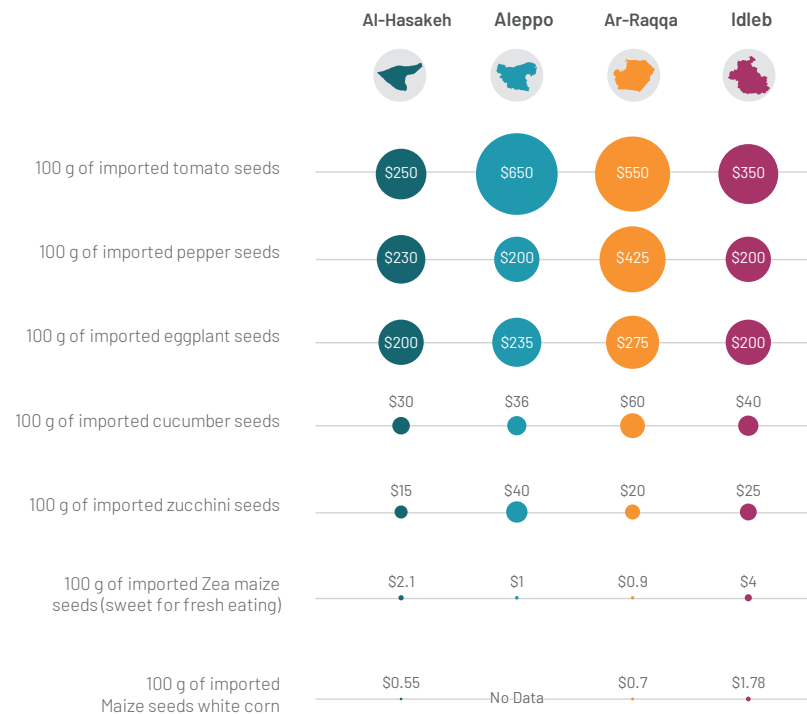 Al-Hasakeh Aleppo Ar-Raqqa Idleb
100 g of imported tomato seeds $250 $650 $550 $350
100 g of imported pepper seeds $230 $200 $425 $200
100 g of imported eggplant seeds $200 $235 $275 $200
100 g of imported cucumber seeds $30 $36 $60 $40
100 g of imported zucchini seeds $15 $40 $20 $25
100 g of imported Zea maize $2.1 $1 $0.9 $4
seeds (sweet for fresh eating)
100 g of imported $0.55 No Data $0.7 $1.78
Maize seeds white corn